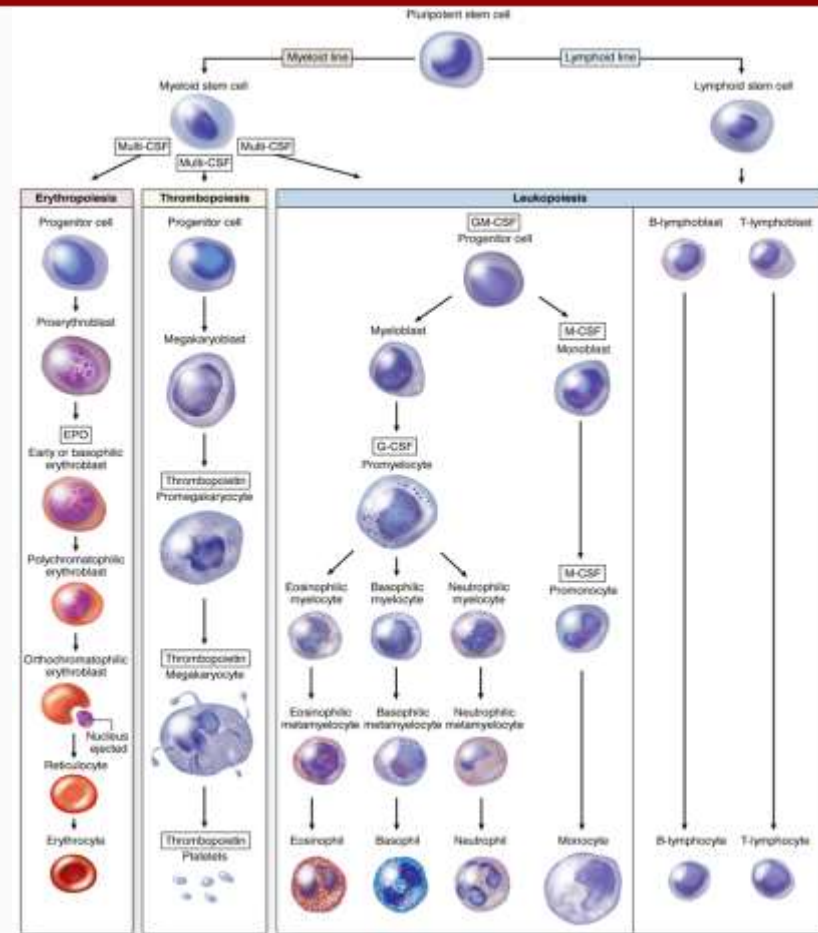 Pluripotent stem cell
Myeloid line
Lymphoid line
Myeloid stem cell
Lymphoid stem cell
Multi-CSF
Multi-CSF
Multi-CSF
Erythropoiesis
Progenitor cell
Proerythroblast
EPO
Early or basophilic
erythroblast
Polychromatophilic
erythroblast
Orthochromatophilic
erythroblast
Nucleus
ejected
Reticulocyte
Erythrocyte
Thrombopoiesis
Progenitor cell
Megakaryoblast
Thrombopoietin
Promegakaryocyte
Thrombopoietin
Megakaryocyte
Thrombopoietin
Platelets
Leukopoiesis
GM-CSF
Progenitor cell
Myeloblast
M-CSF
Monoblast
G-CSF
Promyelocyte
Eosinophilic
myelocyte
Basophilic
myelocyte
Neutrophilic
myelocyte
M-CSF
Promonocyte
Eosinophilic
metamyelocyte
Basophilic
metamyelocyte
Neutrophilic
metamyelocyte
Eosinophil
Basophil
Neutrophil
Monocyte
B-lymphoblast
T-lymphoblast
B-lymphocyte
T-lymphocyte